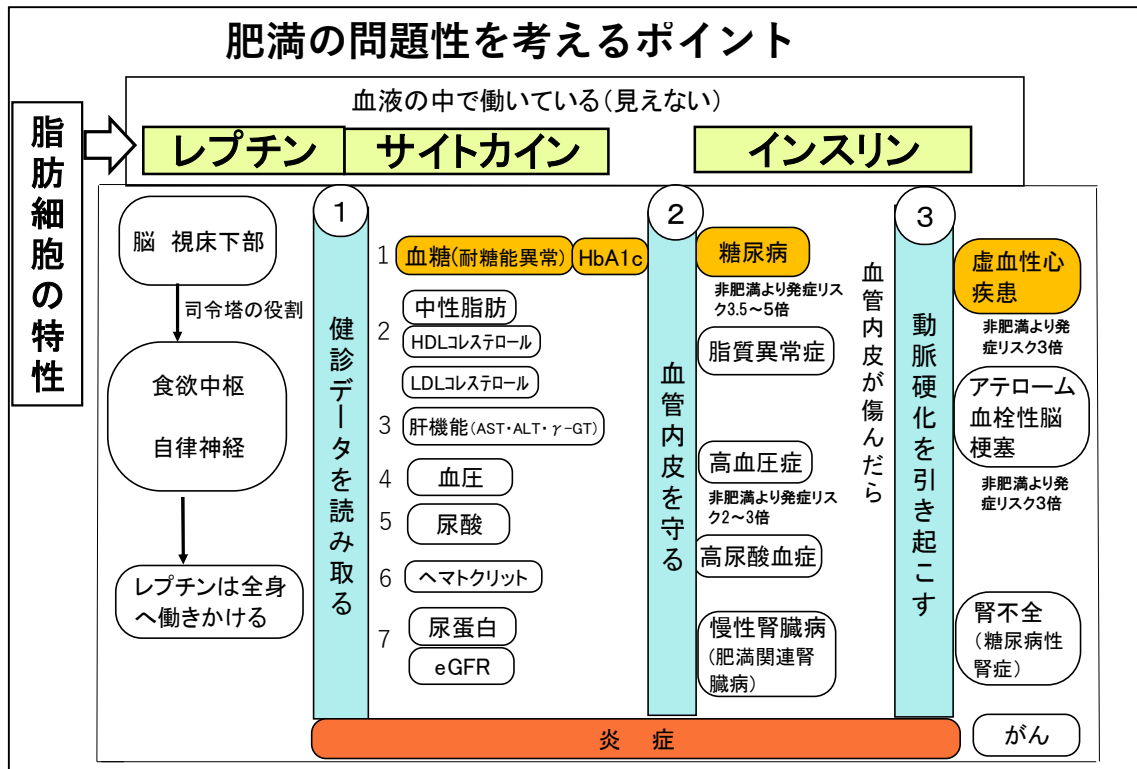 肥満の問題性を考えるポイント
脂肪細胞の特性
血液の中で働いている(見えない)
レプチン
サイトカイン
インスリン
脳 視床下部
司令塔の役割
食欲中枢
自律神経
レプチンは全身
へ働きかける
1
健診データを読み取る
1 血糖(耐糖能異常) HbA1c
2 中性脂肪
HDLコレステロール
LDLコレステロール
3 肝機能(AST・ALT・γ-GT)
4 血圧
5 尿酸
6 ヘマトクリット
7 尿蛋白
eGFR
2
血管内皮を守る
糖尿病
非肥満より発症リス
ク3.5~5倍
脂質異常症
高血圧症
非肥満より発症リス
ク2~3倍
高尿酸血症
慢性腎臓病
(肥満関連腎
臓病)
血管内皮が傷んだら
3
動脈硬化を引き起こす
虚血性心
疾患
非肥満より発
症リスク3倍
アテローム
血栓性脳
梗塞
非肥満より発
症リスク3倍
腎不全
(糖尿病性
腎症)
がん
炎 症